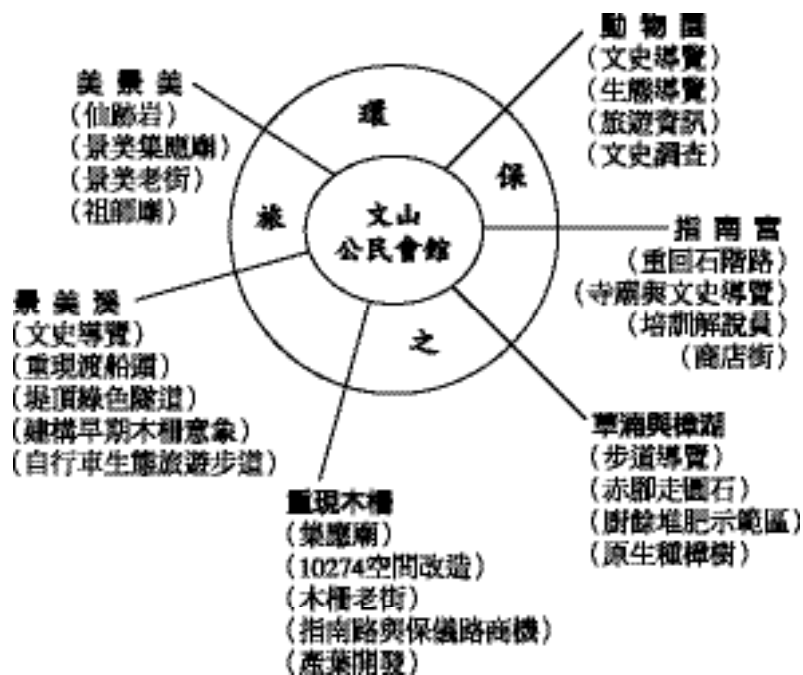 美景美
(仙跡岩)
(景美集應廟)
(景美老街)
(祖師廟)
動物園
(文史導覽)
(生態導覽)
(旅遊資訊)
(文史調查)
環
保
之
旅
文山
公民會館
指南宮
(重回石階路)
(寺廟與文史導覽)
(培訓解說員)
(商店街)
景美溪
(文史導覽)
(重現渡船頭)
(堤頂綠色隧道)
(建構早期木柵意象)
(自行車生態旅遊步道)
重現木柵
(集應廟)
(10274空間改造)
(木柵老街)
(指南路與保儀路商機)
(產業開發)
草湳與樟湖
(步道導覽)
(赤腳走圳石)
(廚餘堆肥示範區)
(原生種樟樹)